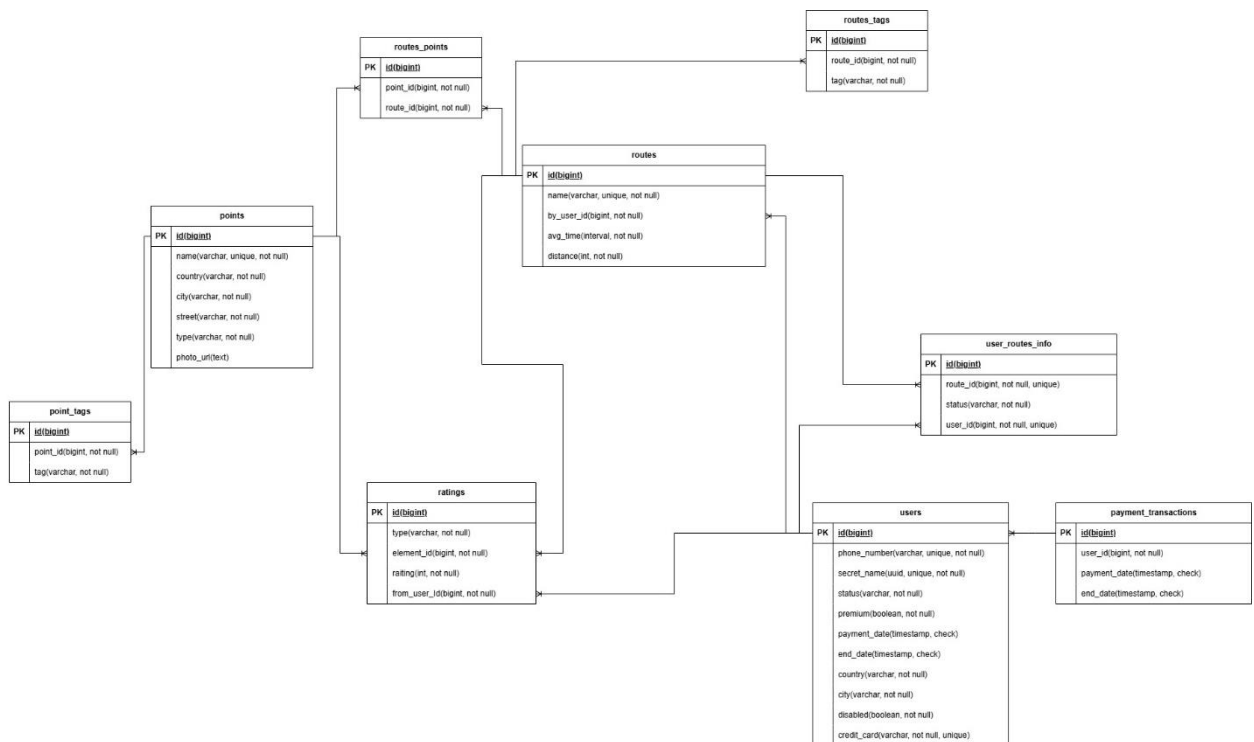 routes_tags
PK id(bigint)
route_id(bigint, not null)
tag(varchar, not null)
routes_points
PK id(bigint)
point_id(bigint, not null)
route_id(bigint, not null)
routes
PK id(bigint)
name(varchar, unique, not null)
by_user_id(bigint, not null)
avg_time(interval, not null)
distance(int, not null)
points
PK id(bigint)
name(varchar, unique, not null)
country(varchar, not null)
city(varchar, not null)
street(varchar, not null)
type(varchar, not null)
photo_url(text)
user_routes_info
PK id(bigint)
route_id(bigint, not null, unique)
status(varchar, not null)
user_id(bigint, not null, unique)
point_tags
PK id(bigint)
point_id(bigint, not null)
tag(varchar, not null)
ratings
PK id(bigint)
type(varchar, not null)
element_id(bigint, not null)
raiting(int, not null)
from_user_Id(bigint, not null)
users
PK id(bigint)
phone_number(varchar, unique, not null)
secret_name(uuid, unique, not null)
status(varchar, not null)
premium(boolean, not null)
payment_date(timestamp, check)
end_date(timestamp, check)
country(varchar, not null)
city(varchar, not null)
disabled(boolean, not null)
credit_card(varchar, not null, unique)
payment_transactions
PK id(bigint)
user_id(bigint, not null)
payment_date(timestamp, check)
end_date(timestamp, check)